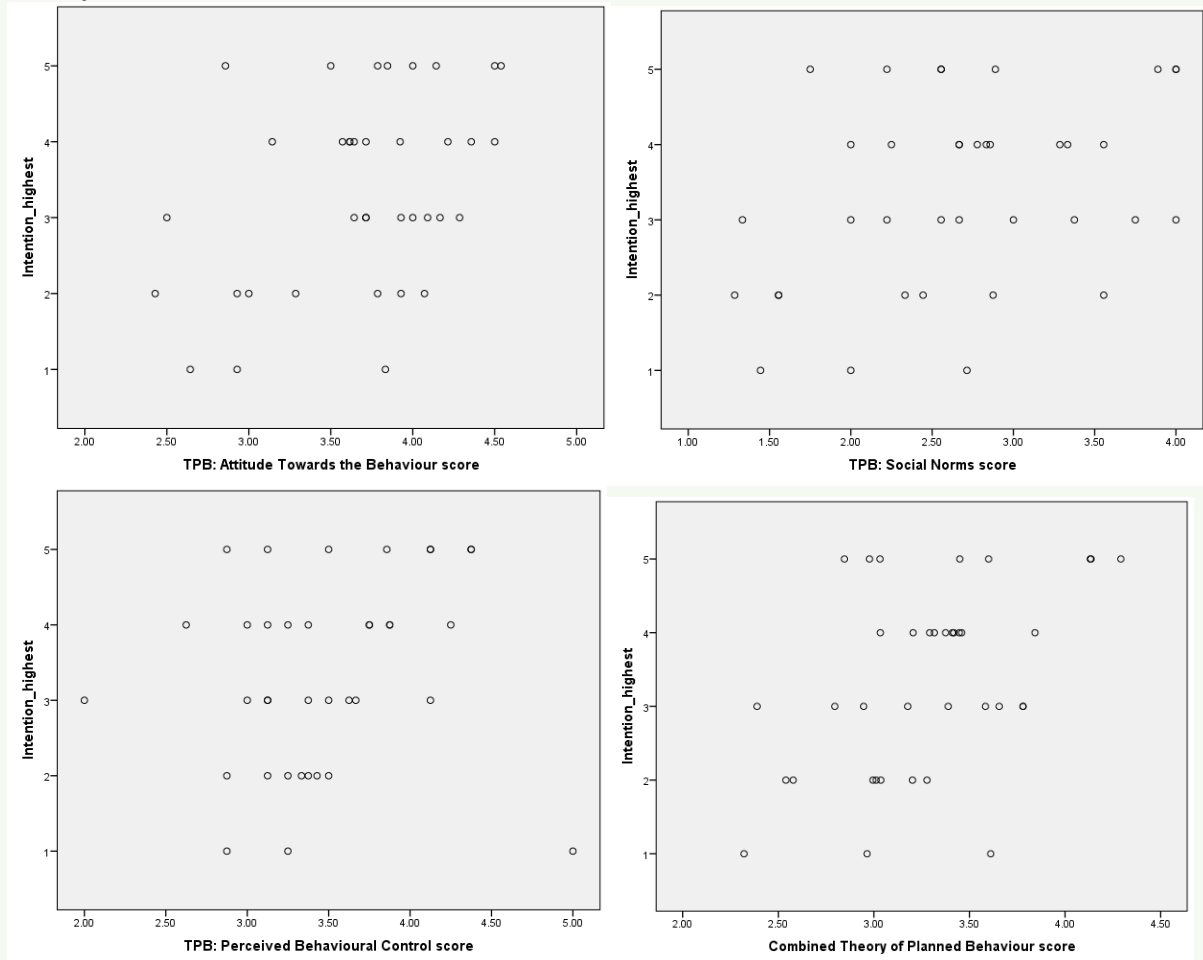 5
4
3
2
1
Intention_highest
2.00 2.50 3.00 3.50 4.00 4.50 5.00
TPB: Attitude Towards the Behaviour score
5
4
3
2
1
Intention_highest
1.00 1.50 2.00 2.50 3.00 3.50 4.00
TPB: Social Norms score
5
4
3
2
1
Intention_highest
2.00 2.50 3.00 3.50 4.00 4.50 5.00
TPB: Perceived Behavioural Control score
5
4
3
2
1
Intention_highest
2.00 2.50 3.00 3.50 4.00 4.50
Combined Theory of Planned Behaviour score